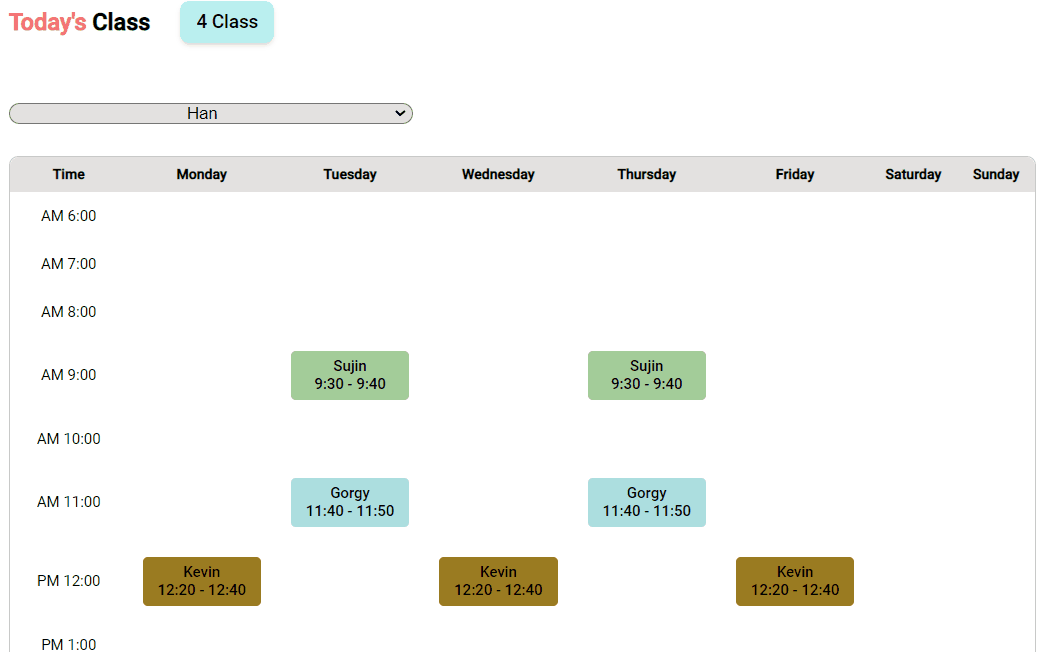 Today's Class
4 Class
Han
Time Monday Tuesday Wednesday Thursday Friday Saturday Sunday
AM 6:00
AM 7:00
AM 8:00
AM 9:00
Sujin
9:30 - 9:40
Sujin
9:30 - 9:40
AM 10:00
AM 11:00
Gorgy
11:40 - 11:50
Gorgy
11:40 - 11:50
PM 12:00
Kevin
12:20 - 12:40
Kevin
12:20 - 12:40
Kevin
12:20 - 12:40
PM 1:00